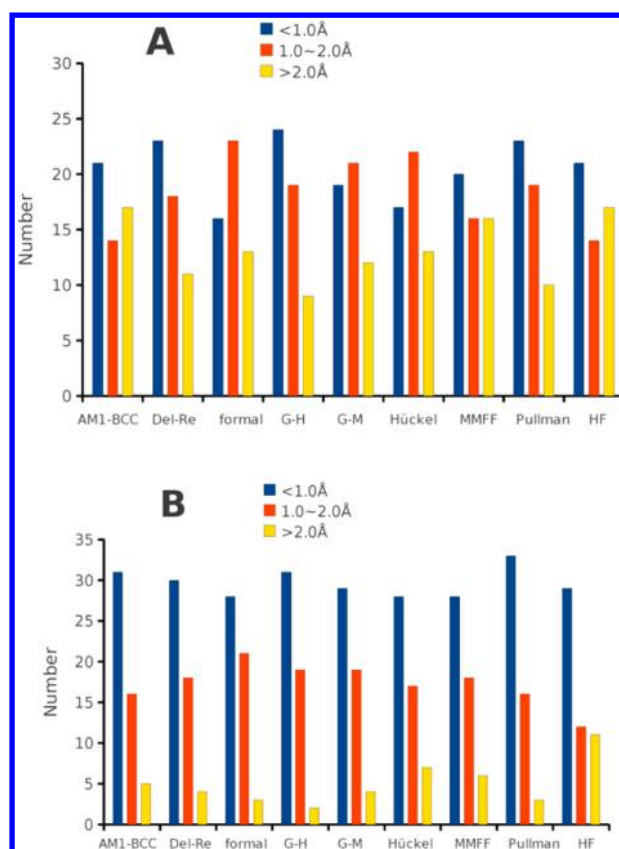 A
<1.0Å
1.0~2.0Å
>2.0Å
Number
30
25
20
15
10
5
0
AM1-BCC Del-Re formal G-H G-M Hückel MMFF Pullman HF
B
<1.0Å
1.0~2.0Å
>2.0Å
Number
35
30
25
20
15
10
5
0
AM1-BCC Del-Re formal G-H G-M Hückel MMFF Pullman HF